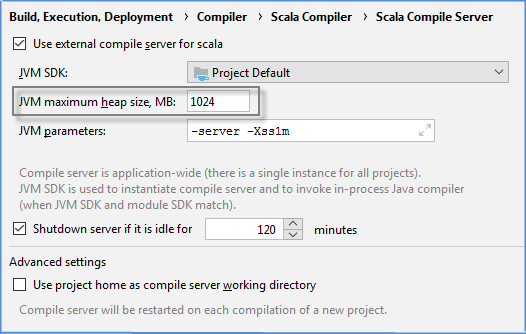 Build, Execution, Deployment › Compiler › Scala Compiler › Scala Compile Server
Use external compile server for scala
JVM SDK: Project Default
JVM maximum heap size, MB: 1024
JVM parameters: -server -Xss1m
Compile server is application-wide (there is a single instance for all projects).
JVM SDK is used to instantiate compile server and to invoke in-process Java compiler
(when JVM SDK and module SDK match).
Shutdown server if it is idle for 120 minutes
Advanced settings
Use project home as compile server working directory
Compile server will be restarted on each compilation of a new project.